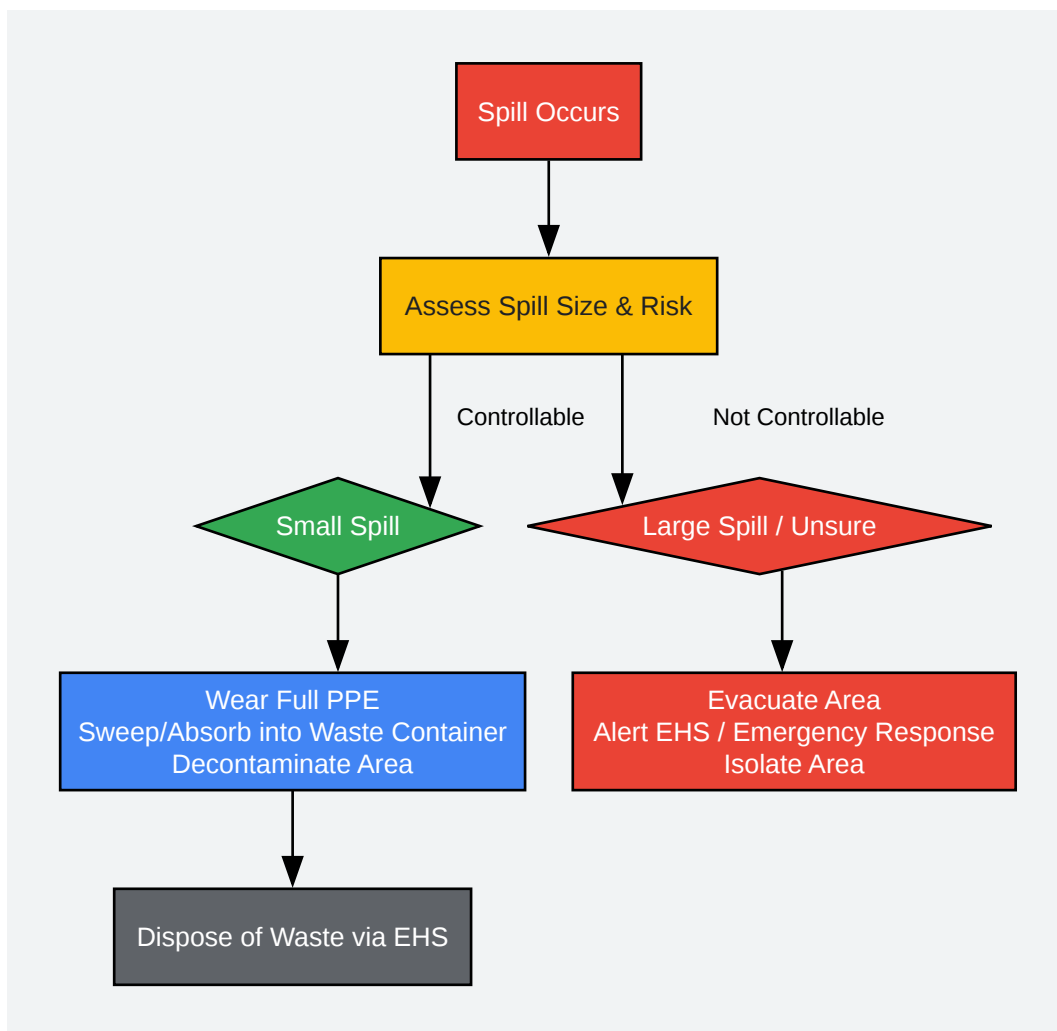 Spill Occurs
Assess Spill Size & Risk
Controllable
Not Controllable
Small Spill
Large Spill / Unsure
Wear Full PPE
Sweep/Absorb into Waste Container
Decontaminate Area
Evacuate Area
Alert EHS / Emergency Response
Isolate Area
Dispose of Waste via EHS